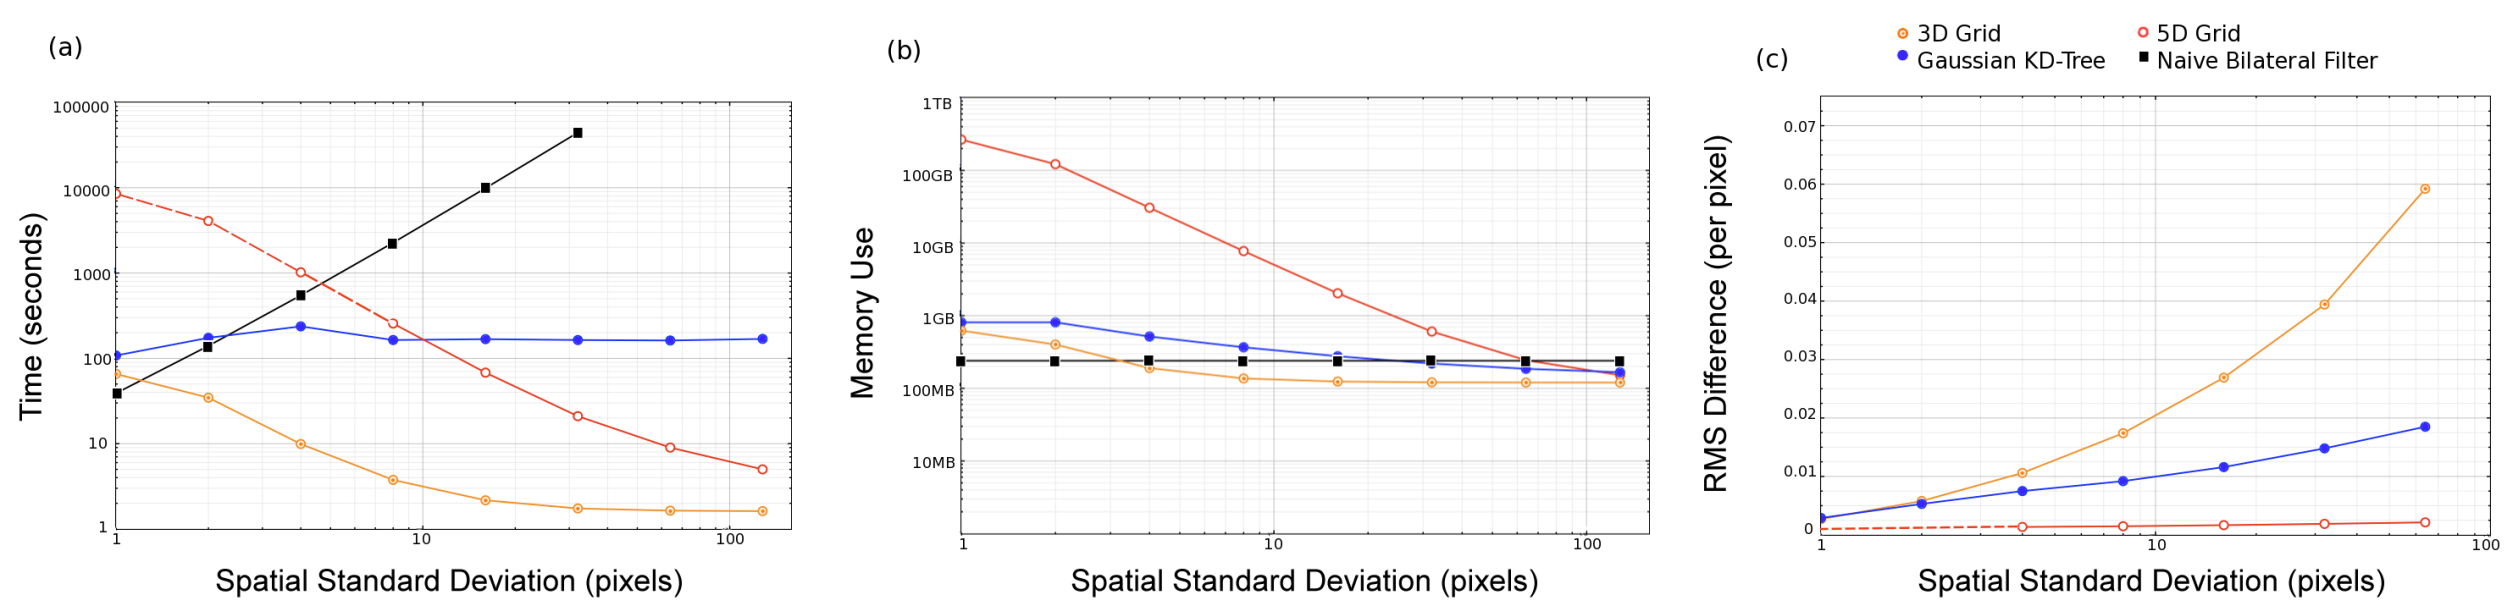 (a)
100000
10000
1000
100
10
1
1
10
100
Time (seconds)
Spatial Standard Deviation (pixels)
(b)
1TB
100GB
10GB
1GB
100MB
10MB
1
10
100
Memory Use
Spatial Standard Deviation (pixels)
(c)
3D Grid
5D Grid
Gaussian KD-Tree
Naive Bilateral Filter
0.07
0.06
0.05
0.04
0.03
0.02
0.01
0
1
10
100
RMS Difference (per pixel)
Spatial Standard Deviation (pixels)